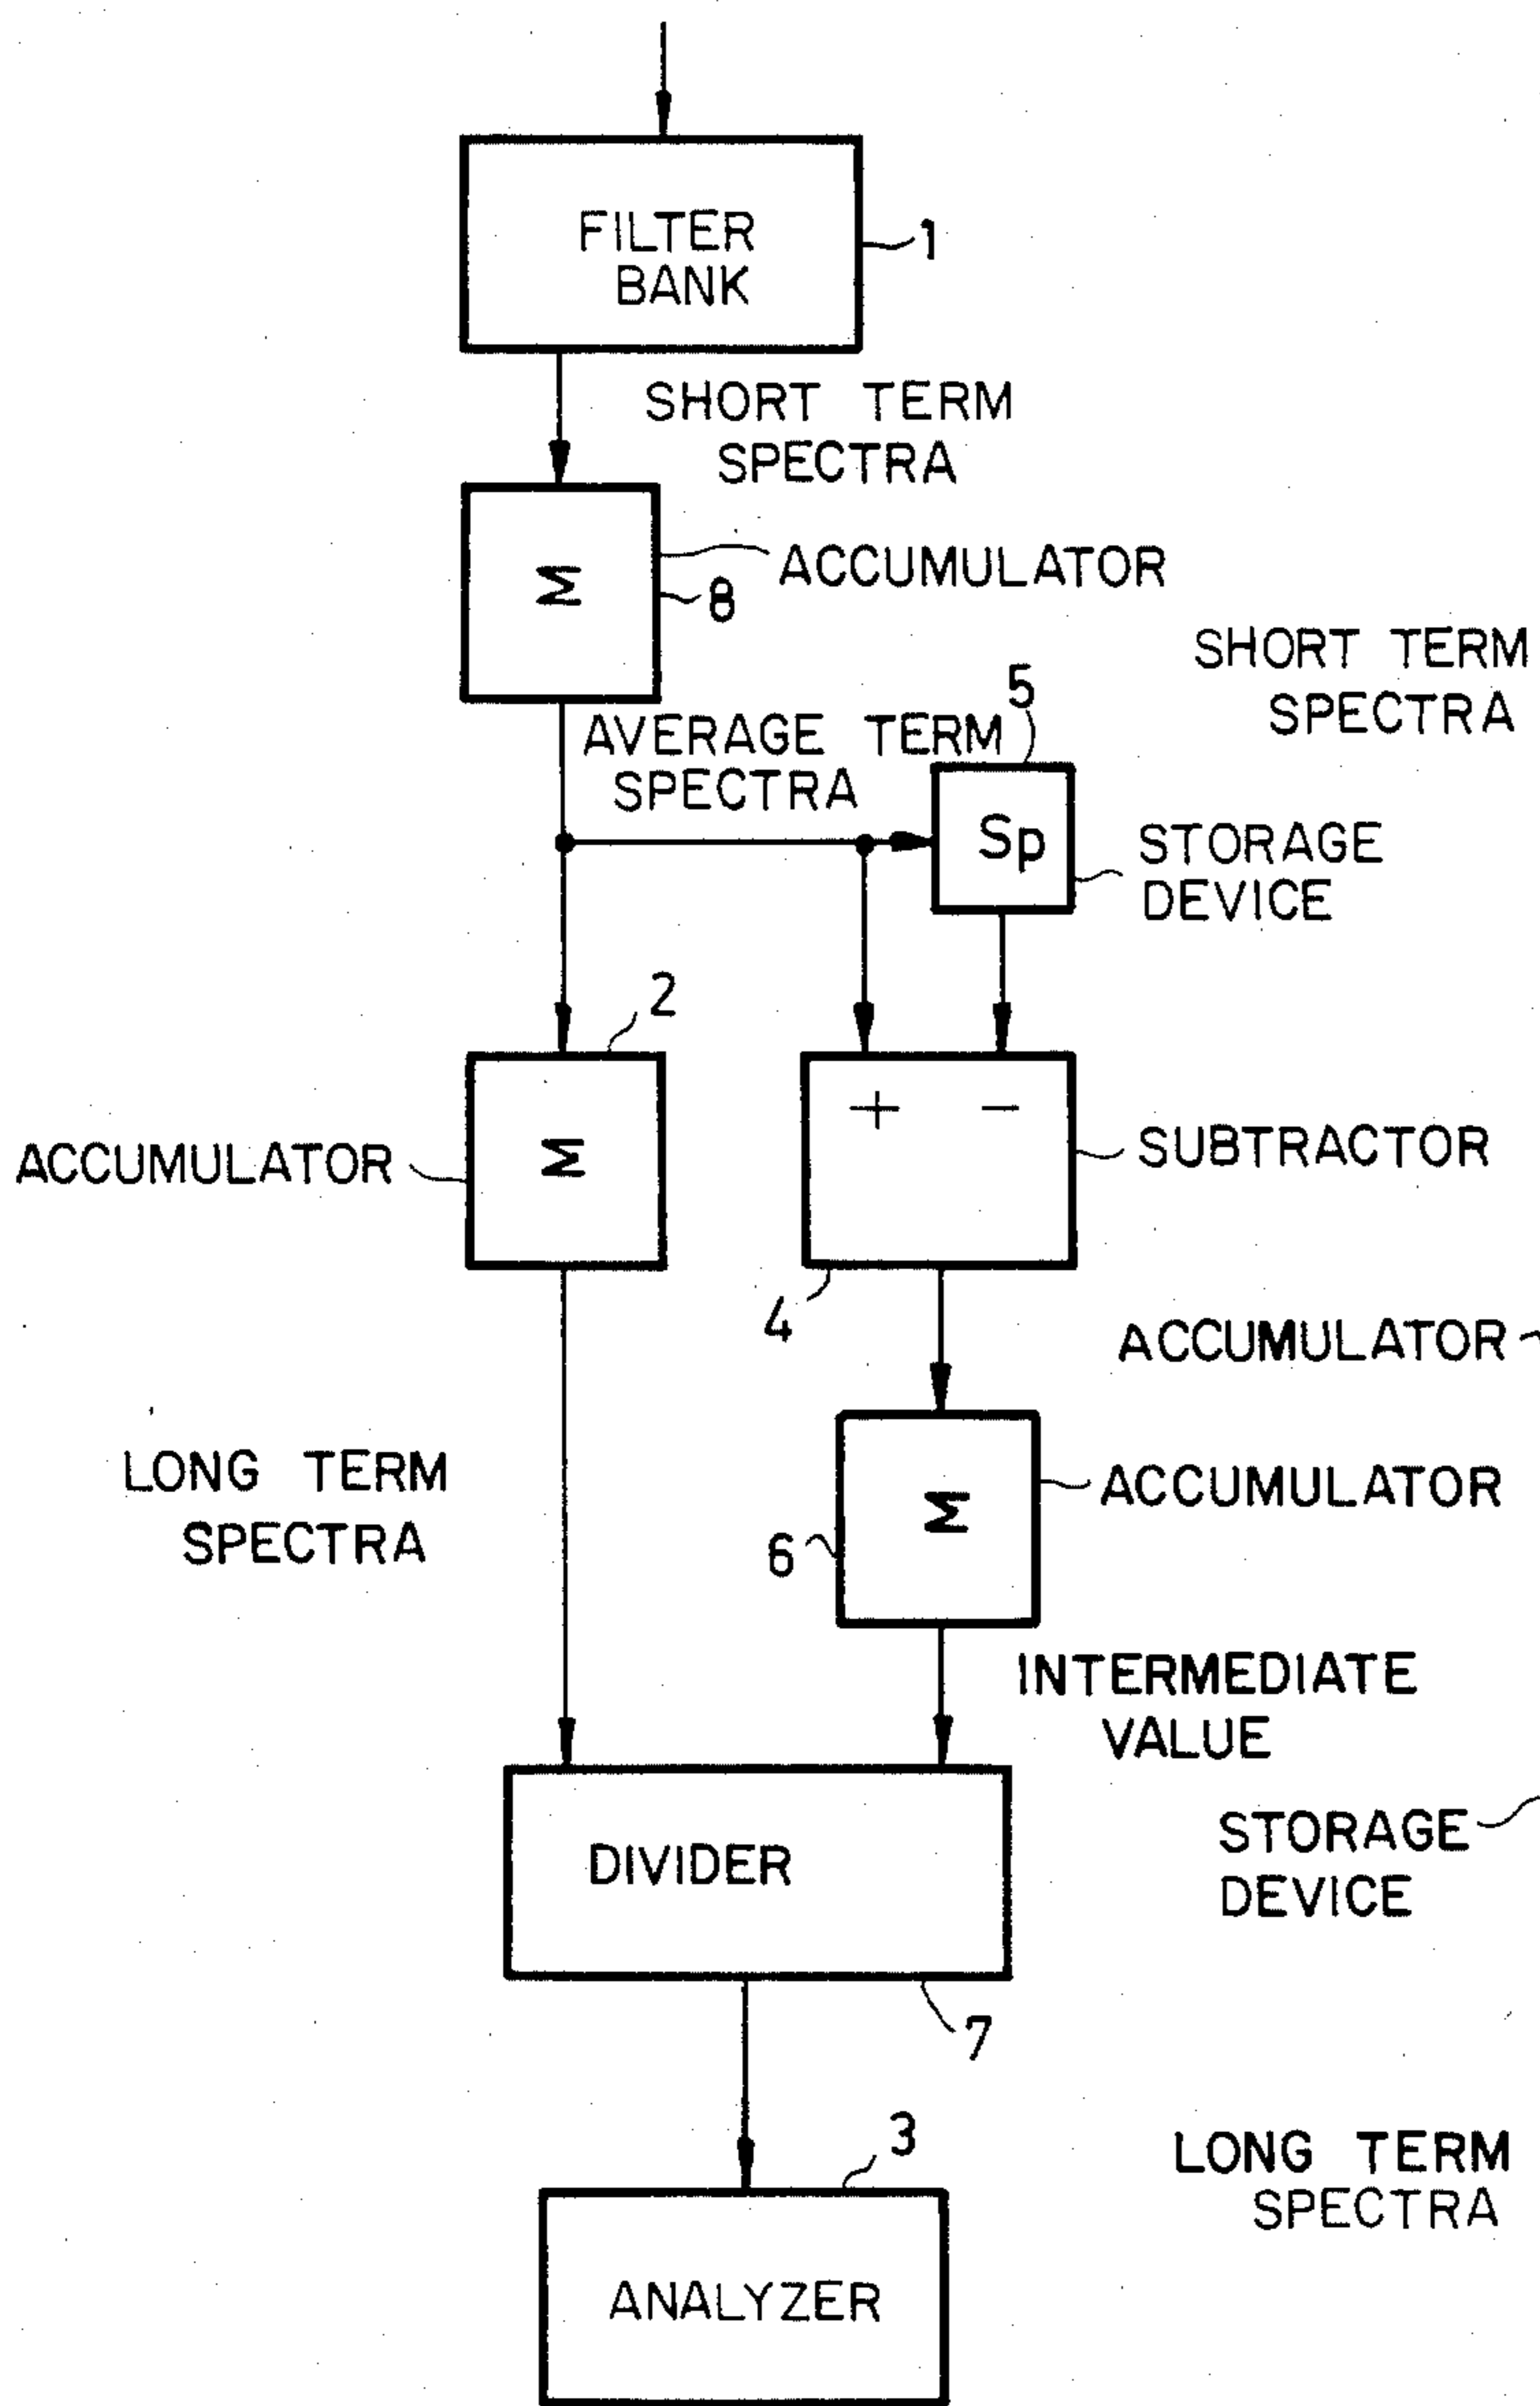 FILTER
BANK
1
SHORT TERM
SPECTRA
Σ
ACCUMULATOR
8
SHORT TERM
SPECTRA
5
AVERAGE TERM
SPECTRA
Sp
STORAGE
DEVICE
2
+ −
ACCUMULATOR
Σ
SUBTRACTOR
4
ACCUMULATOR
LONG TERM
SPECTRA
Σ
ACCUMULATOR
6
INTERMEDIATE
VALUE
DIVIDER
STORAGE
DEVICE
7
3
LONG TERM
SPECTRA
ANALYZER